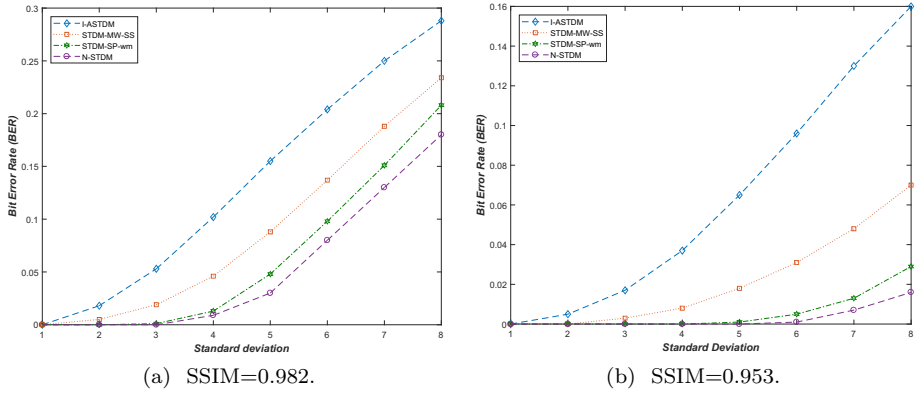 I-ASTDM
STDM-MW-SS
STDM-SP-wm
N-STDM
Bit Error Rate (BER)
0.3
0.25
0.2
0.15
0.1
0.05
0
1 2 3 4 5 6 7 8
Standard deviation
(a) SSIM=0.982.
I-ASTDM
STDM-MW-SS
STDM-SP-wm
N-STDM
Bit Error Rate (BER)
0.16
0.14
0.12
0.1
0.08
0.06
0.04
0.02
0
1 2 3 4 5 6 7 8
Standard Deviation
(b) SSIM=0.953.